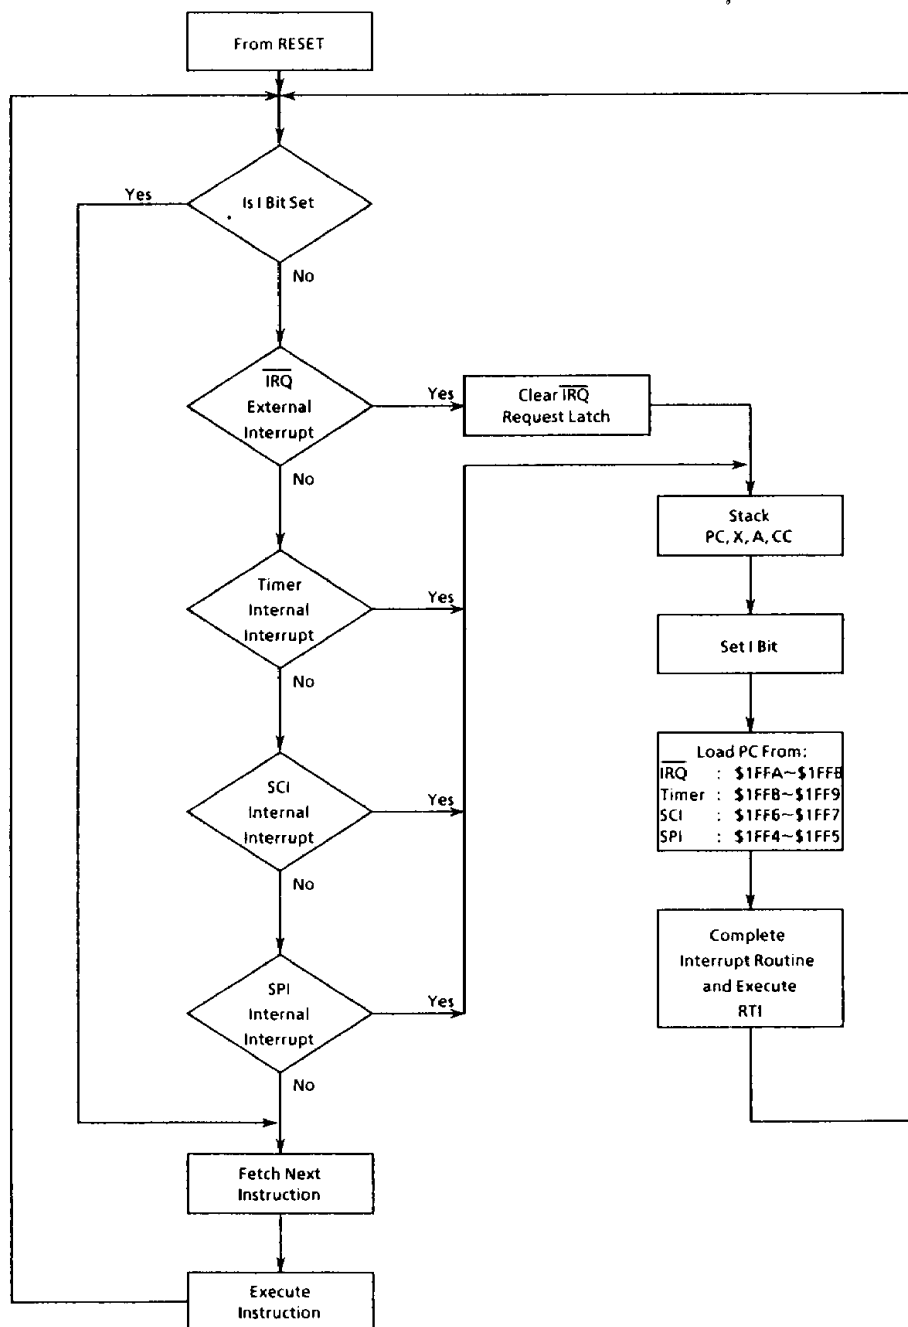 From RESET
Is I Bit Set
Yes
No
IRQ
External
Interrupt
Yes
No
Clear IRQ
Request Latch
Timer
Internal
Interrupt
Yes
No
SCI
Internal
Interrupt
Yes
No
SPI
Internal
Interrupt
Yes
No
Fetch Next
Instruction
Execute
Instruction
Stack
PC, X, A, CC
Set I Bit
Load PC From:
IRQ : $1FFA~$1FFB
Timer : $1FF8~$1FF9
SCI : $1FF6~$1FF7
SPI : $1FF4~$1FF5
Complete
Interrupt Routine
and Execute
RTI